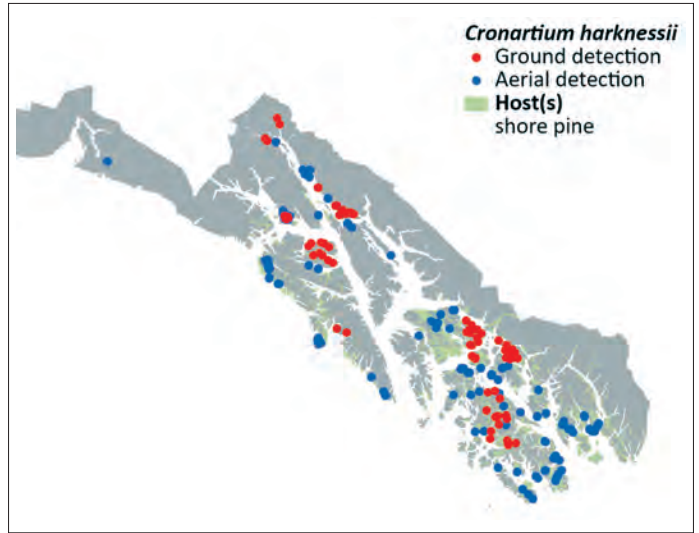 Cronartium harknessii
Ground detection
Aerial detection
Host(s)
shore pine